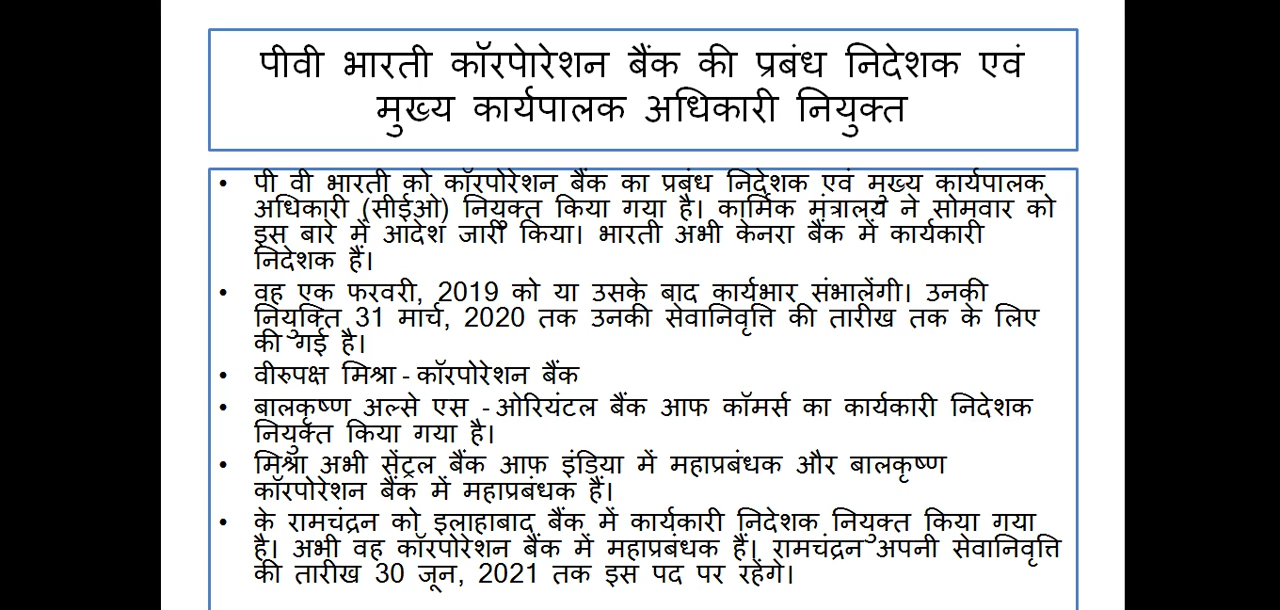 पीवी भारती कॉरपोरेशन बैंक की प्रबंध निदेशक एवं
मुख्य कार्यपालक अधिकारी नियुक्त
• पी वी भारती को कॉरपोरेशन बैंक का प्रबंध निदेशक एवं मुख्य कार्यपालक
अधिकारी (सीईओ) नियुक्त किया गया है। कार्मिक मंत्रालये ने सोमवार को
इस बारे में आदेश जारी किया। भारती अभी केनरा बैंक में कार्यकारी
निदेशक हैं।
• वह एक फरवरी, 2019 को या उसके बाद कार्यभार संभालेंगी। उनकी
नियुक्ति 31 मार्च, 2020 तक उनकी सेवानिवृत्ति की तारीख तक के लिए
की गई है।
• वीरुपक्ष मिश्रा - कॉरपोरेशन बैंक
• बालकृष्ण अल्से एस - ओरियंटल बैंक आफ कॉमर्स का कार्यकारी निदेशक
नियुक्त किया गया है।
• मिश्रा अभी सेंट्रल बैंक आफ इंडिया में महाप्रबंधक और बालकृष्ण
कॉरपोरेशन बैंक में महाप्रबंधक हैं।
• के रामचंद्रन को इलाहाबाद बैंक में कार्यकारी निदेशक नियुक्त किया गया
है। अभी वह कॉरपोरेशन बैंक में महाप्रबंधक हैं। रामचंद्रन अपनी सेवानिवृत्ति
की तारीख 30 जून, 2021 तक इस पद पर रहेंगे।